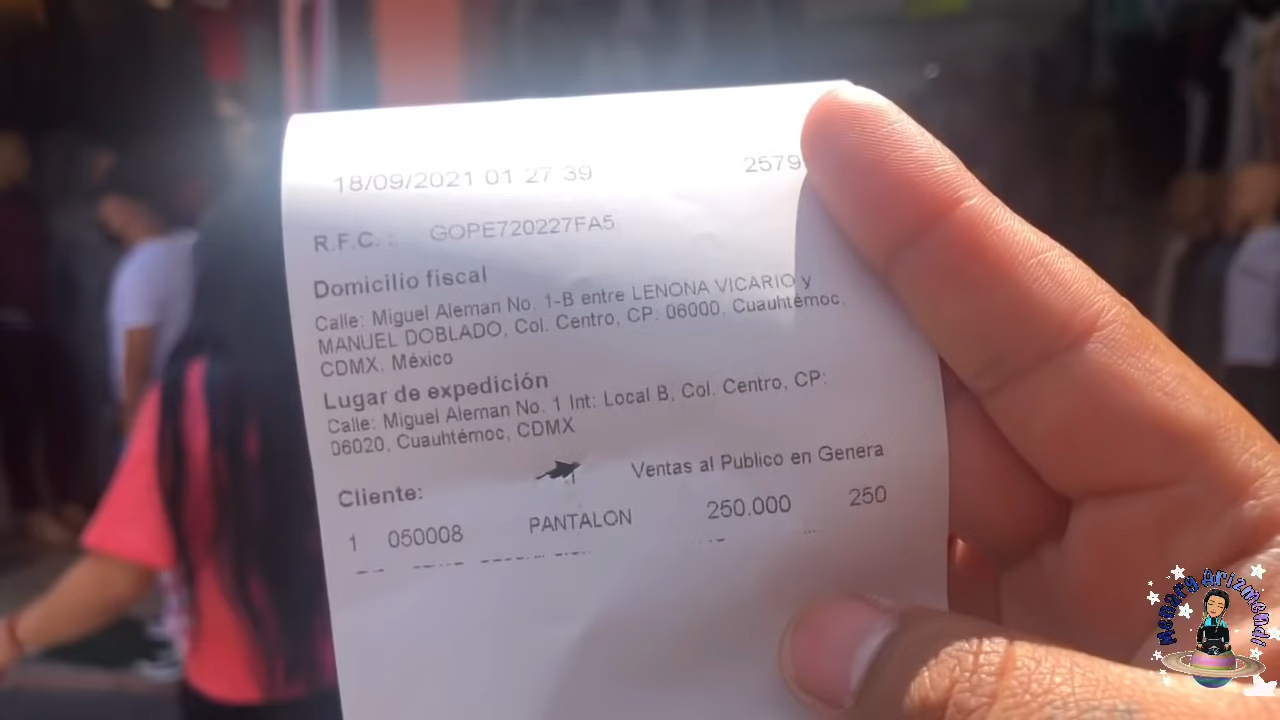 18/09/2021 01 27 39 2579
R.F.C. : GOPE720227FA5
Domicilio fiscal
Calle: Miguel Aleman No. 1-B entre LENONA VICARIO y
MANUEL DOBLADO, Col. Centro, CP. 06000, Cuauhtémoc,
CDMX. México
Lugar de expedición
Calle: Miguel Aleman No. 1 Int: Local B, Col. Centro, CP:
06020, Cuauhtémoc, CDMX
Cliente: Ventas al Publico en Genera
1 050008 PANTALON 250.000 250
Memary Arizmendi